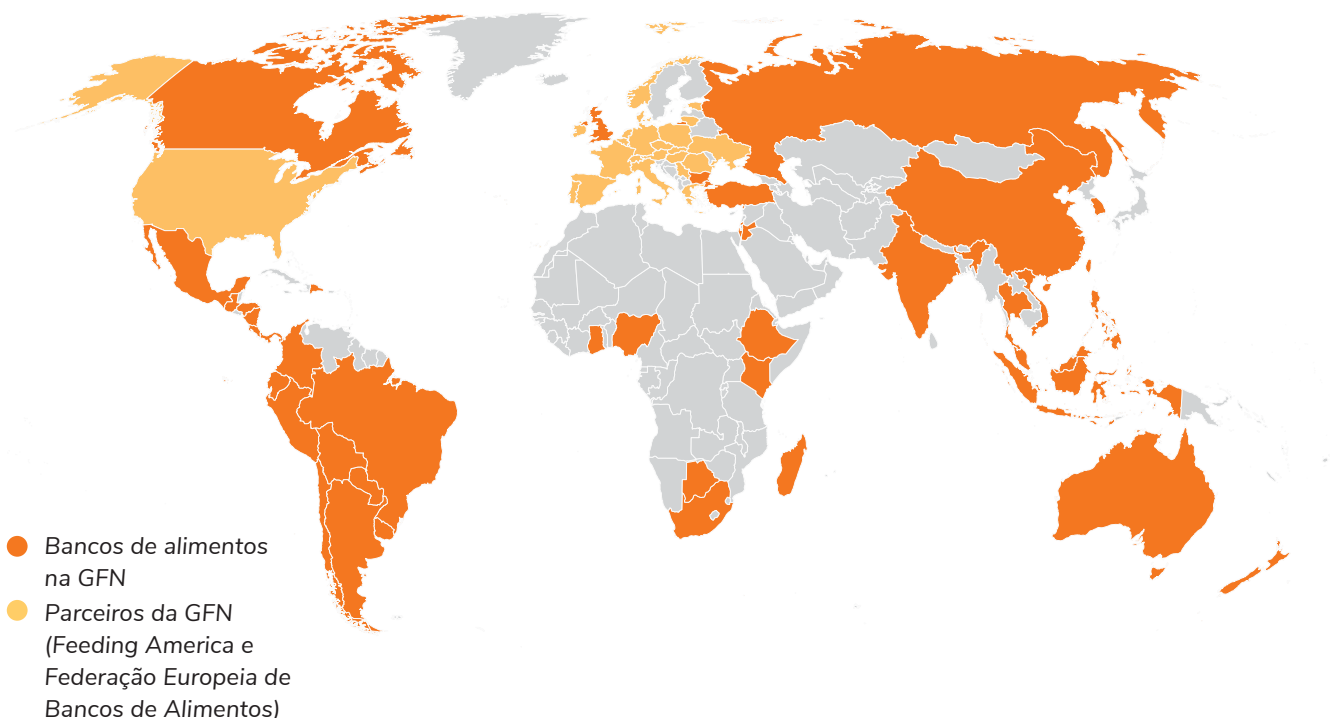 Bancos de alimentos
na GFN
Parceiros da GFN
(Feeding America e
Federação Europeia de
Bancos de Alimentos)